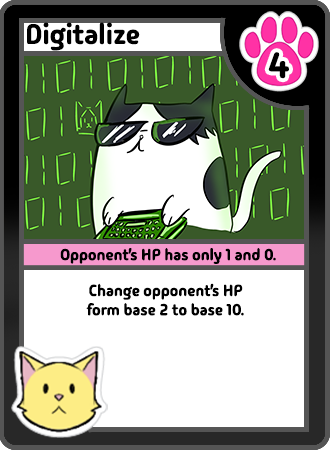 Digitalize
4
Opponent's HP has only 1 and 0.
Change opponent's HP
form base 2 to base 10.